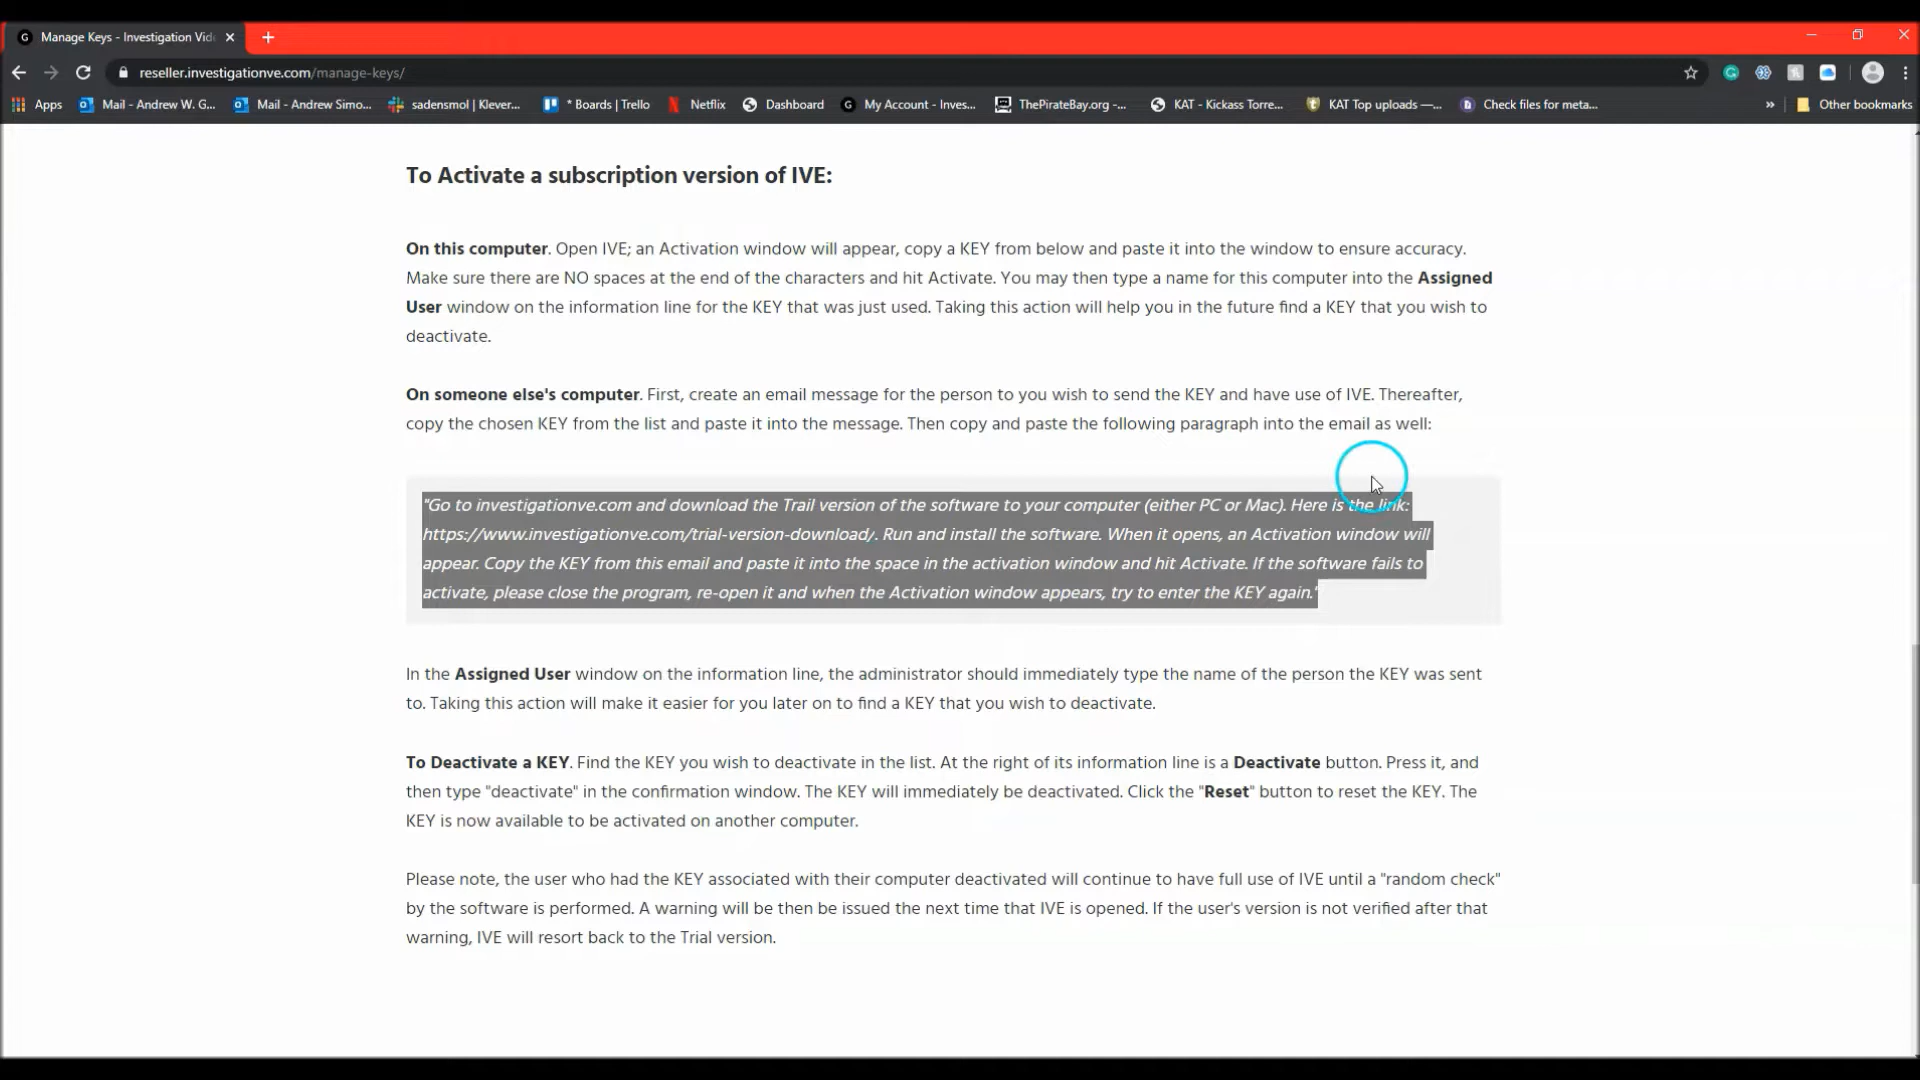 Manage Keys - Investigation Vid
reseller.investigationve.com/manage-keys/
Apps
Mail - Andrew W. G...
Mail - Andrew Simo...
sadensmol | Klever...
* Boards | Trello
Netflix
Dashboard
My Account - Inves...
ThePirateBay.org -...
KAT - Kickass Torre...
KAT Top uploads —...
Check files for meta...
»
Other bookmarks
To Activate a subscription version of IVE:
On this computer. Open IVE; an Activation window will appear, copy a KEY from below and paste it into the window to ensure accuracy.
Make sure there are NO spaces at the end of the characters and hit Activate. You may then type a name for this computer into the Assigned
User window on the information line for the KEY that was just used. Taking this action will help you in the future find a KEY that you wish to
deactivate.
On someone else's computer. First, create an email message for the person to you wish to send the KEY and have use of IVE. Thereafter,
copy the chosen KEY from the list and paste it into the message. Then copy and paste the following paragraph into the email as well:
"Go to investigationve.com and download the Trail version of the software to your computer (either PC or Mac). Here is the link:
https://www.investigationve.com/trial-version-download/. Run and install the software. When it opens, an Activation window will
appear. Copy the KEY from this email and paste it into the space in the activation window and hit Activate. If the software fails to
activate, please close the program, re-open it and when the Activation window appears, try to enter the KEY again."
In the Assigned User window on the information line, the administrator should immediately type the name of the person the KEY was sent
to. Taking this action will make it easier for you later on to find a KEY that you wish to deactivate.
To Deactivate a KEY. Find the KEY you wish to deactivate in the list. At the right of its information line is a Deactivate button. Press it, and
then type "deactivate" in the confirmation window. The KEY will immediately be deactivated. Click the "Reset" button to reset the KEY. The
KEY is now available to be activated on another computer.
Please note, the user who had the KEY associated with their computer deactivated will continue to have full use of IVE until a "random check"
by the software is performed. A warning will be then be issued the next time that IVE is opened. If the user's version is not verified after that
warning, IVE will resort back to the Trial version.